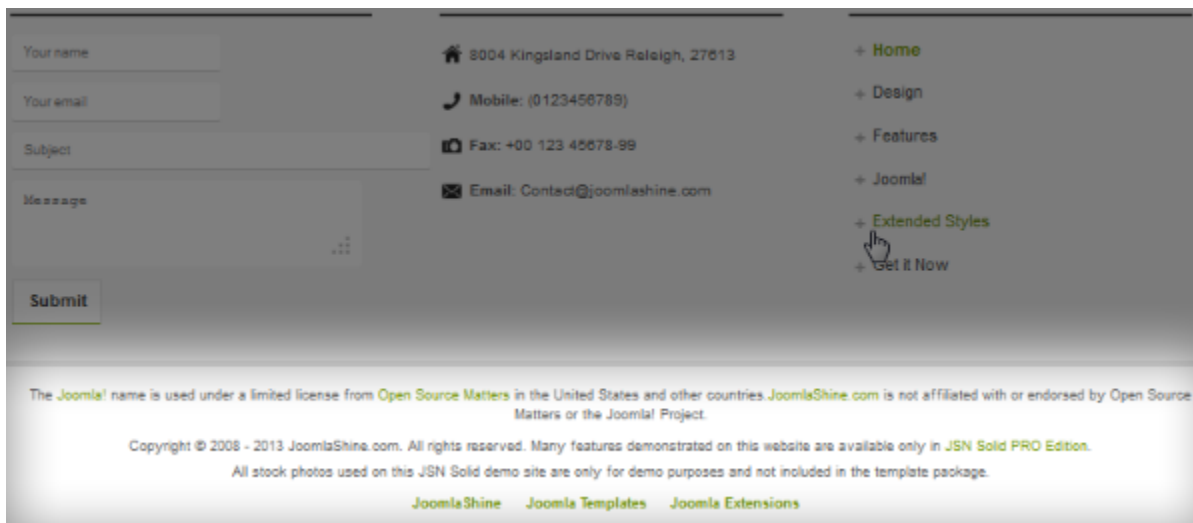 Your name
Your email
Subject
Message
Submit
8004 Kingsland Drive Releigh, 27613
Mobile: (0123456789)
Fax: +00 123 45678-99
Email: Contact@joomlashine.com
+ Home
+ Design
+ Features
+ Joomla!
+ Extended Styles
+ Get it Now
The Joomla! name is used under a limited license from Open Source Matters in the United States and other countries.JoomlaShine.com is not affiliated with or endorsed by Open Source
Matters or the Joomla! Project.
Copyright © 2008 - 2013 JoomlaShine.com. All rights reserved. Many features demonstrated on this website are available only in JSN Solid PRO Edition.
All stock photos used on this JSN Solid demo site are only for demo purposes and not included in the template package.
JoomlaShine Joomla Templates Joomla Extensions